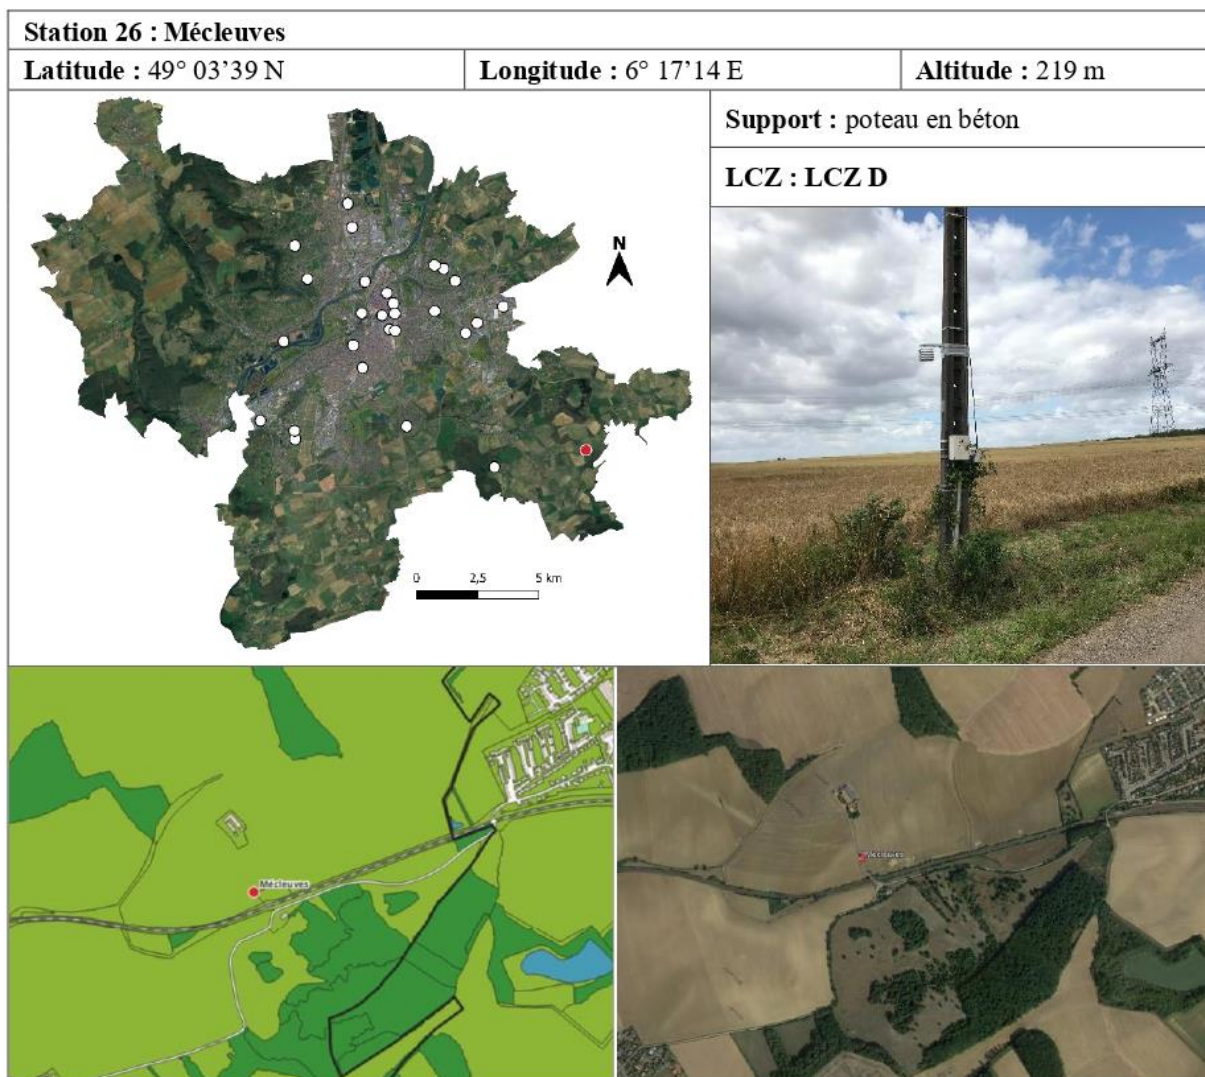 Station 26 : Mécleuves
Latitude : 49° 03’39 N
Longitude : 6° 17’14 E
Altitude : 219 m
Support : poteau en béton
LCZ : LCZ D
N
0 2,5 5 km
Mécleuves
Mécleuves